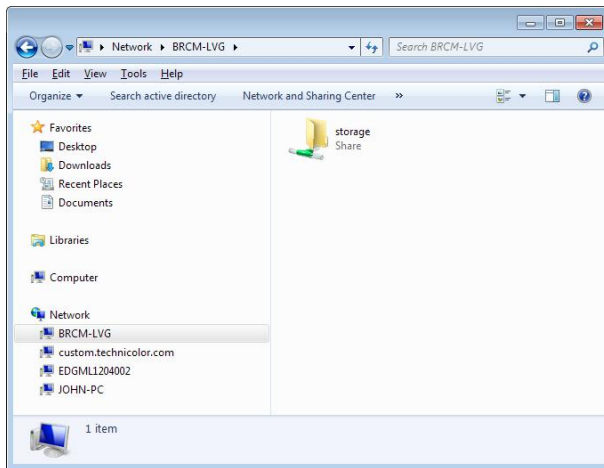 Network BRCM-LVG Search BRCM-LVG
File Edit View Tools Help
Organize Search active directory Network and Sharing Center »
Favorites
Desktop
Downloads
Recent Places
Documents
Libraries
Computer
Network
BRCM-LVG
custom.technicolor.com
EDGML1204002
JOHN-PC
storage
Share
1 item